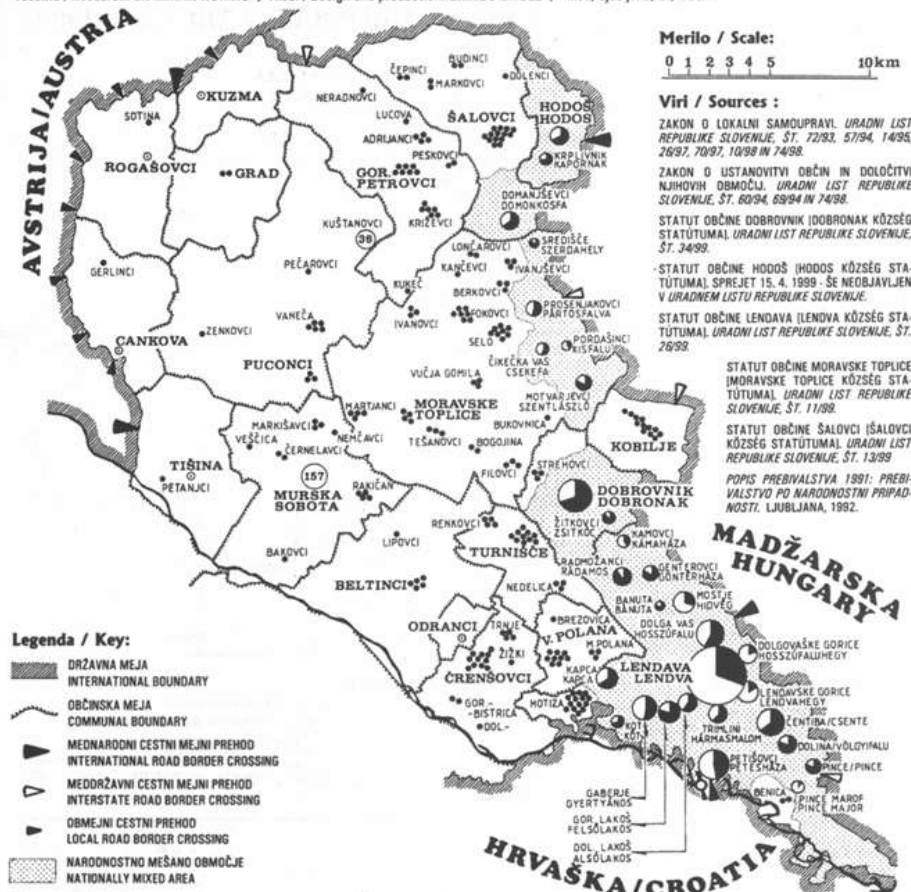 AVSTRIJA/AUSTRIA
Merilo / Scale:
0 1 2 3 4 5 10km
Viri / Sources :
ZAKON O LOKALNI SAMOUPRAVI. URADNI LIST
REPUBLIKE SLOVENIJE, ŠT. 72/93, 57/94, 14/95,
26/97, 70/97, 10/98 IN 74/98.
ZAKON O USTANOVITVI OBČIN IN DOLOČITVI
NJIHOVIH OBMOČIJ. URADNI LIST REPUBLIKE
SLOVENIJE, ŠT. 60/94, 69/94 IN 74/98.
STATUT OBČINE DOBROVNIK (DOBRONAK KÖZSÉG
STATÚTUMA). URADNI LIST REPUBLIKE SLOVENIJE,
ŠT. 34/99.
STATUT OBČINE HODOŠ (HODOS KÖZSÉG STA-
TÚTUMA). SPREJET 15. 4. 1999 - ŠE NEOBJAVLJEN
V URADNEM LISTU REPUBLIKE SLOVENIJE.
STATUT OBČINE LENDAVA (LENDVA KÖZSÉG STA-
TÚTUMA). URADNI LIST REPUBLIKE SLOVENIJE, ŠT.
26/99.
STATUT OBČINE MORAVSKE TOPLICE
(MORAVSKE TOPLICE KÖZSÉG STA-
TÚTUMA). URADNI LIST REPUBLIKE
SLOVENIJE, ŠT. 11/99.
STATUT OBČINE ŠALOVCI (ŠALOVCI
KÖZSÉG STATÚTUMA). URADNI LIST
REPUBLIKE SLOVENIJE, ŠT. 13/99
POPIS PREBIVALSTVA 1991: PREBI-
VALSTVO PO NARODNOSTNI PRIPAD-
NOSTI. LJUBLJANA, 1992.
KUZMA
SOTINA
ROGAŠOVCI
GRAD
GERLINCI
CANKOVA
NERADNOVCI
ČEPINCI
BUDINCI
MARKOVCI
DOLENCI
LUCOVA
ŠALOVCI
ADRIJANCI
PESKOVCI
GOR.
PETROVCI
KRIŽEVCI
HODOŠ
HODOS
KRPLIVNIK
KAPORNAK
DOMANJŠEVCI
DOMONKOSFA
KUŠTANOVCI
38
PEČAROVCI
LONČAROVCI
KANČEVCI
IVANJŠEVCI
SREDIŠČE
SZERDAHELY
KUKEČ
BERKOVCI
VANEČA
IVANOVCI
FOKOVCI
PROSENJAKOVCI
PÁRTOSFALVA
ZENKOVCI
SELO
ČIKEČKA VAS
CSEKEFA
PORDAŠINCI
KISFALU
PUCONCI
VUČJA GOMILA
MOTVARJEVCI
SZENTLÁSZLÓ
MORAVSKE
TOPLICE
MARTJANCI
MARKIŠAVCI
VEŠČICA
NEMČAVCI
ČERNELAVCI
TEŠANOVCI
BOGOJINA
BUKOVNICA
KOBILJE
TIŠINA
PETANJCI
157
MURSKA
SOBOTA
RAKIČAN
FILOVCI
STREHOVCI
DOBROVNIK
DOBRONAK
ŽITKOVCI
ZSITKÓC
BAKOVCI
LIPOVCI
RENKOVCI
TURNIŠČE
BELTINCI
NEDELICA
KAMOVCI
KÁMAHÁZA
RADMOŽANCI
RADAMOS
GENTEROVCI
GÖNTÉRHÁZA
BANUTA
BÁNUTA
MOSTJE
HIDVÉG
MADŽARSKA
HUNGARY
DOLGA VAS
HOSSZÚFALU
DOLGOVAŠKE GORICE
HOSSZÚFALUHEGY
ODRANCI
TRNJE
BREZOVICA
V. POLANA
M. POLANA
ŽIŽKI
ČRENŠOVCI
GOR.-
-BISTRICA
DOL.-
KAPCA
KAPCA
HOTIZA
LENDAVA
LENDVA
LENDAVSKE GORICE
LENDVAHEGY
KOT
KÓT
TRIMLINI
HÁRMASMALOM
ČENTIBA/CSENTE
DOLINA/VÖLGYIFALU
PINCE/PINCE
PETIŠOVCI
PETESHÁZA
BENICA
PINCE MAROF
PINCE MAJOR
GABERJE
GYERTYÁNOS
GOR. LAKOŠ
FELSŐLAKOS
DOL. LAKOŠ
ALSÓLAKOS
HRVAŠKA/CROATIA
Legenda / Key:
DRŽAVNA MEJA
INTERNATIONAL BOUNDARY
OBČINSKA MEJA
COMMUNAL BOUNDARY
MEDNARODNI CESTNI MEJNI PREHOD
INTERNATIONAL ROAD BORDER CROSSING
MEDDRŽAVNI CESTNI MEJNI PREHOD
INTERSTATE ROAD BORDER CROSSING
OBMEJNI CESTNI PREHOD
LOCAL ROAD BORDER CROSSING
NARODNOSTNO MEŠANO OBMOČJE
NATIONALLY MIXED AREA